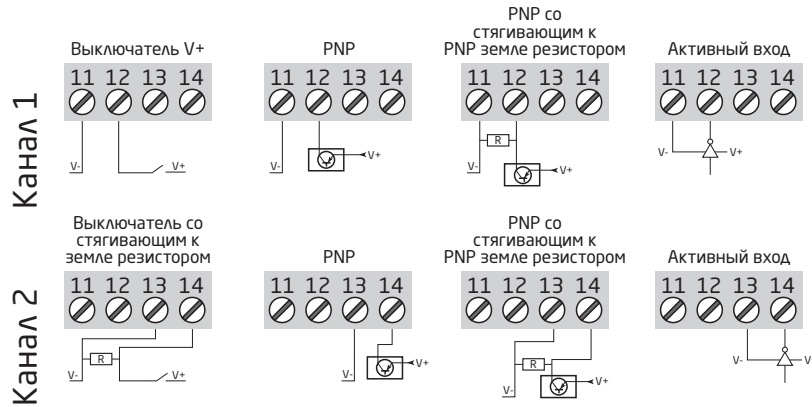 Канал 1
Выключатель V+
11 12 13 14
V-
V+
PNP
11 12 13 14
V-
V+
PNP со
стягивающим к
PNP земле резистором
11 12 13 14
R
V-
V+
Активный вход
11 12 13 14
V-
V+
Канал 2
Выключатель со
стягивающим к
земле резистором
11 12 13 14
R
V-
V+
PNP
11 12 13 14
V-
V+
PNP со
стягивающим к
PNP земле резистором
11 12 13 14
R
V-
V+
Активный вход
11 12 13 14
V-
V